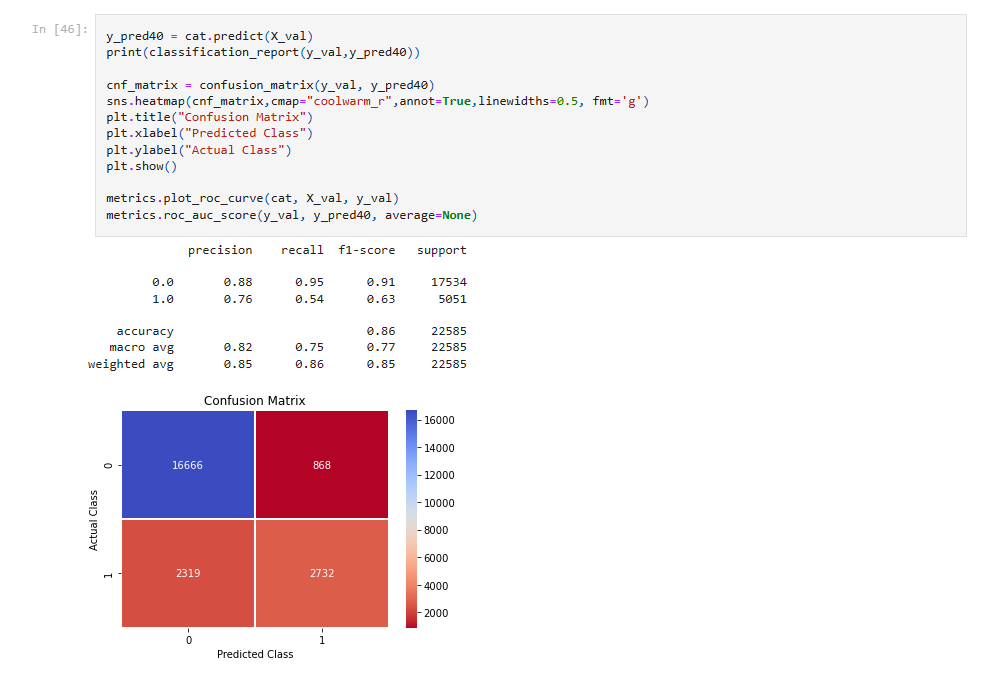 In [46]:
y_pred40 = cat.predict(X_val)
print(classification_report(y_val,y_pred40))
cnf_matrix = confusion_matrix(y_val, y_pred40)
sns.heatmap(cnf_matrix,cmap="coolwarm_r",annot=True,linewidths=0.5, fmt='g')
plt.title("Confusion Matrix")
plt.xlabel("Predicted Class")
plt.ylabel("Actual Class")
plt.show()
metrics.plot_roc_curve(cat, X_val, y_val)
metrics.roc_auc_score(y_val, y_pred40, average=None)
precision recall f1-score support
0.0 0.88 0.95 0.91 17534
1.0 0.76 0.54 0.63 5051
accuracy 0.86 22585
macro avg 0.82 0.75 0.77 22585
weighted avg 0.85 0.86 0.85 22585
Confusion Matrix
16000
14000
12000
10000
8000
6000
4000
2000
Actual Class
0
16666 868
1
2319 2732
0 1
Predicted Class